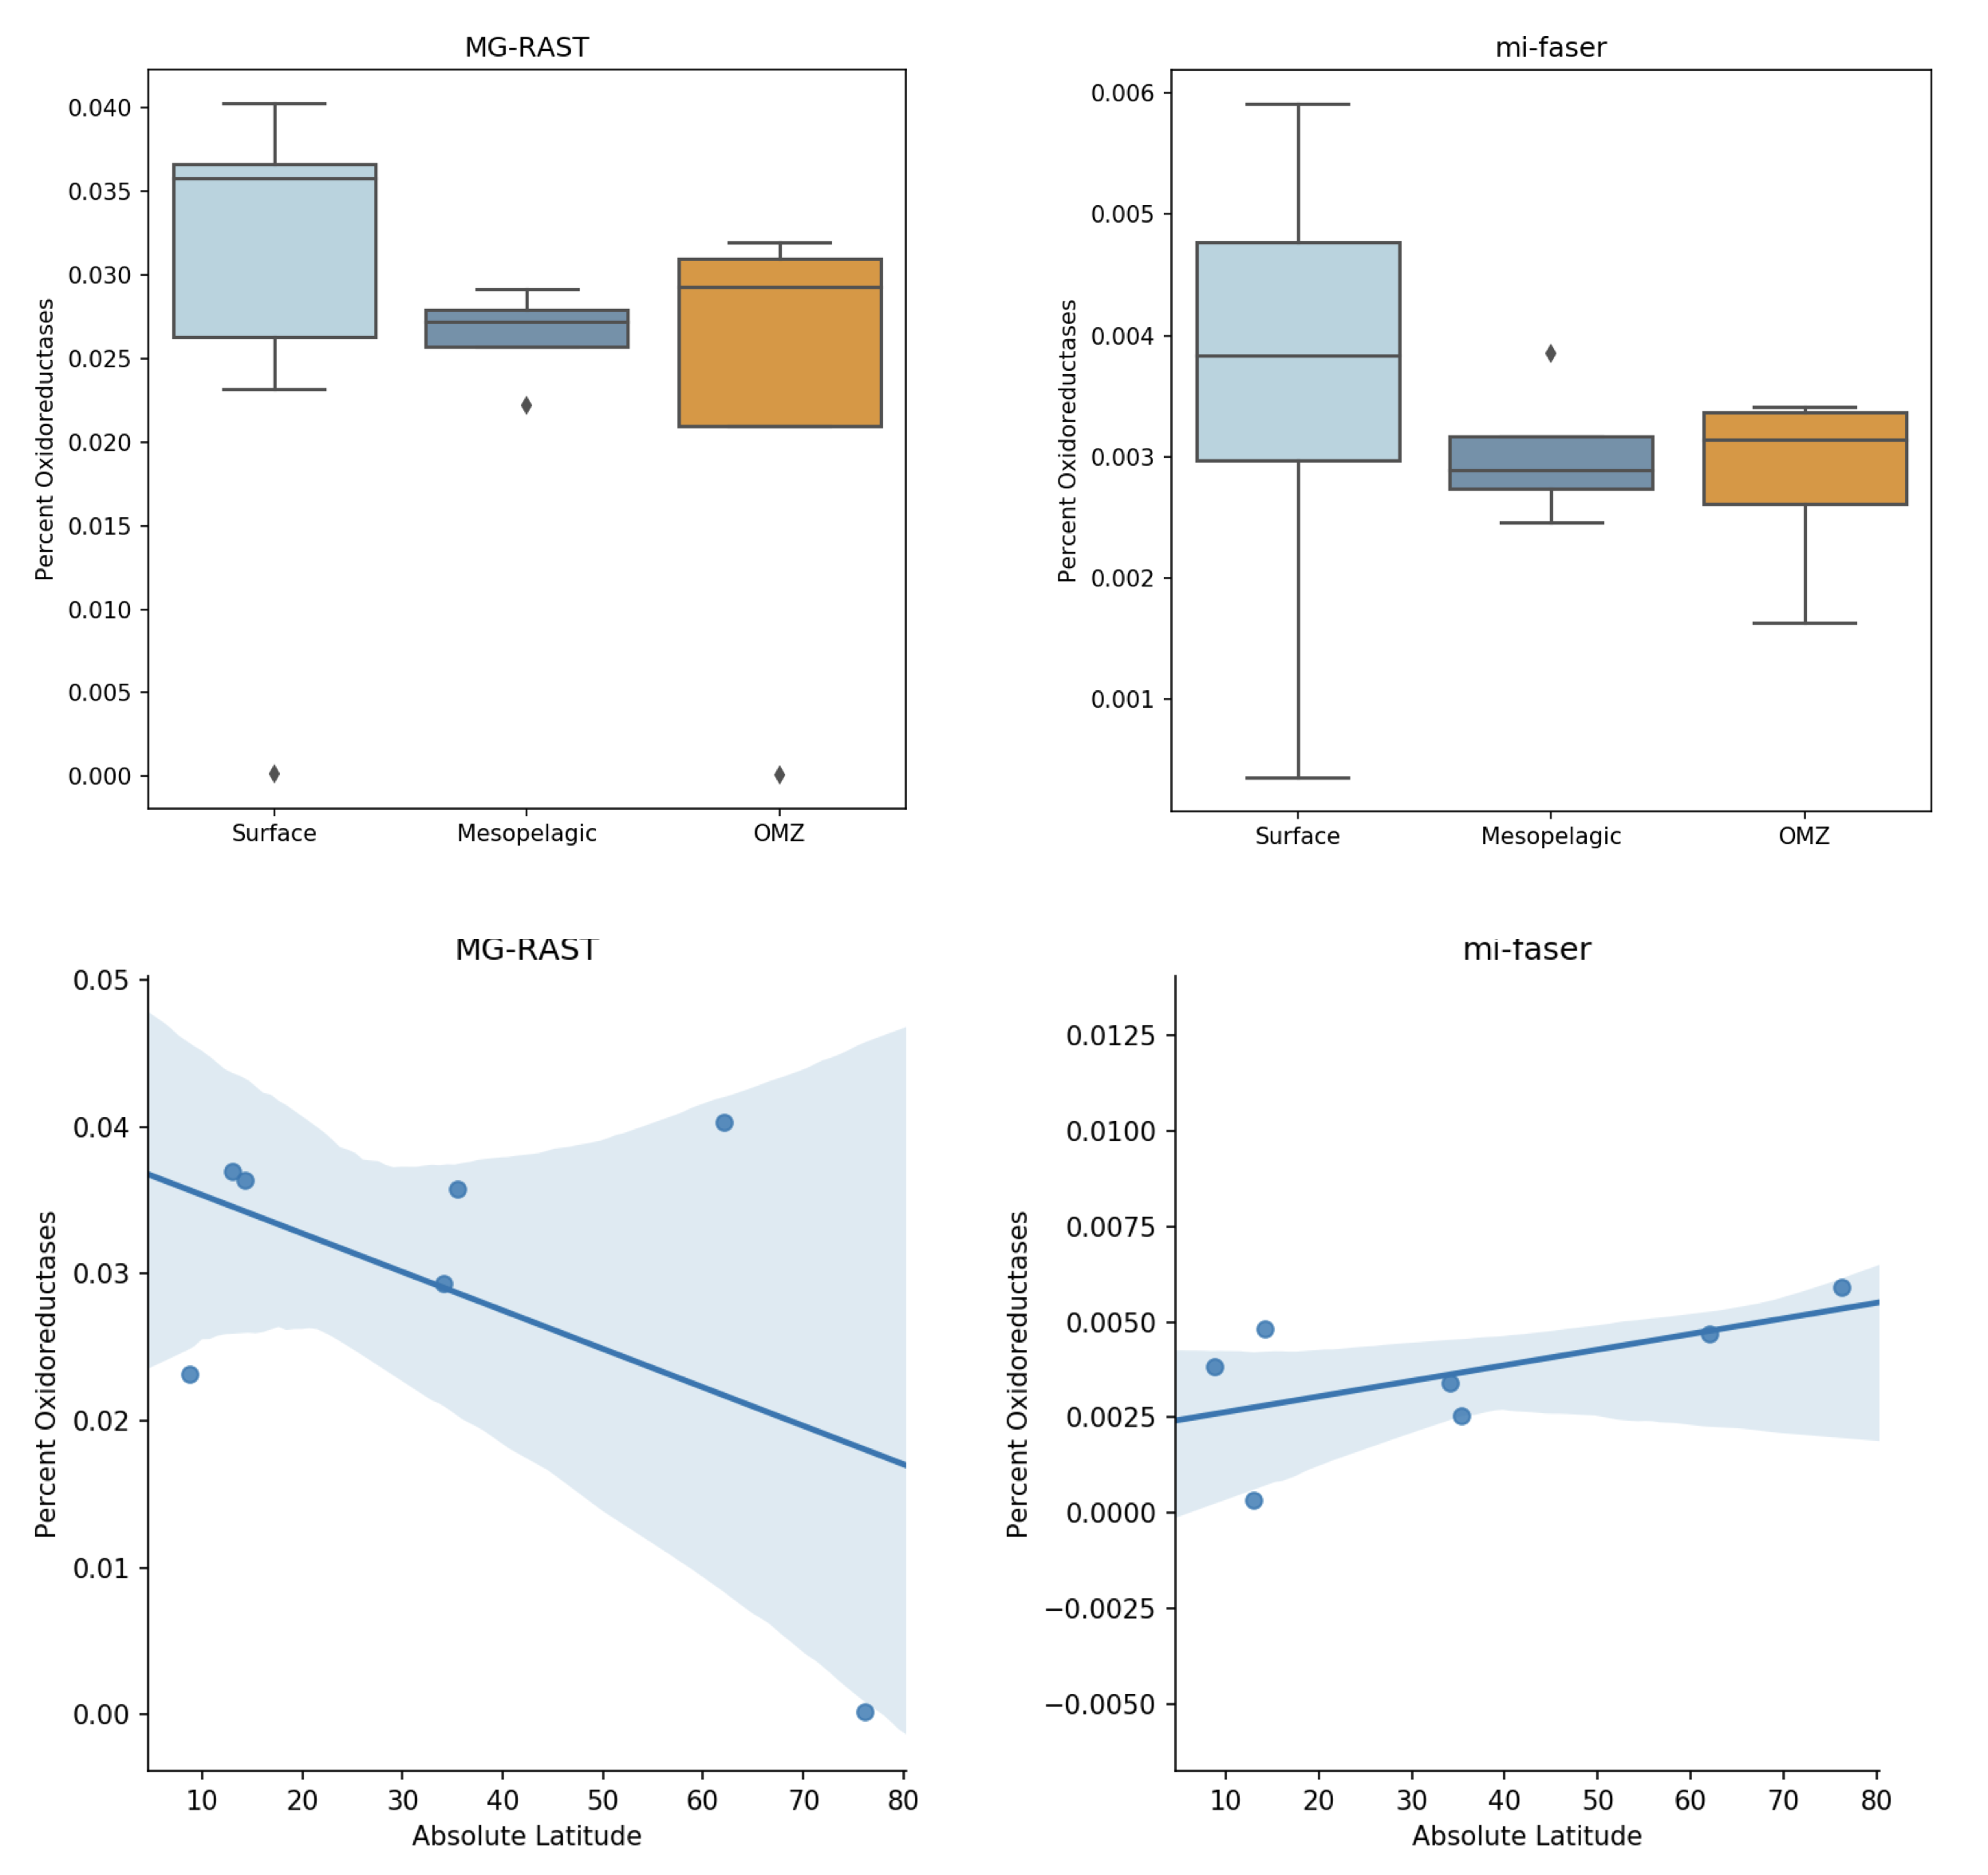 MG-RAST
0.040
0.035
0.030
0.025
0.020
0.015
0.010
0.005
0.000
Percent Oxidoreductases
Surface Mesopelagic OMZ
mi-faser
0.006
0.005
0.004
0.003
0.002
0.001
Percent Oxidoreductases
Surface Mesopelagic OMZ
MG-RAST
0.05
0.04
0.03
0.02
0.01
0.00
Percent Oxidoreductases
10 20 30 40 50 60 70 80
Absolute Latitude
mi-faser
0.0125
0.0100
0.0075
0.0050
0.0025
0.0000
−0.0025
−0.0050
Percent Oxidoreductases
10 20 30 40 50 60 70 80
Absolute Latitude